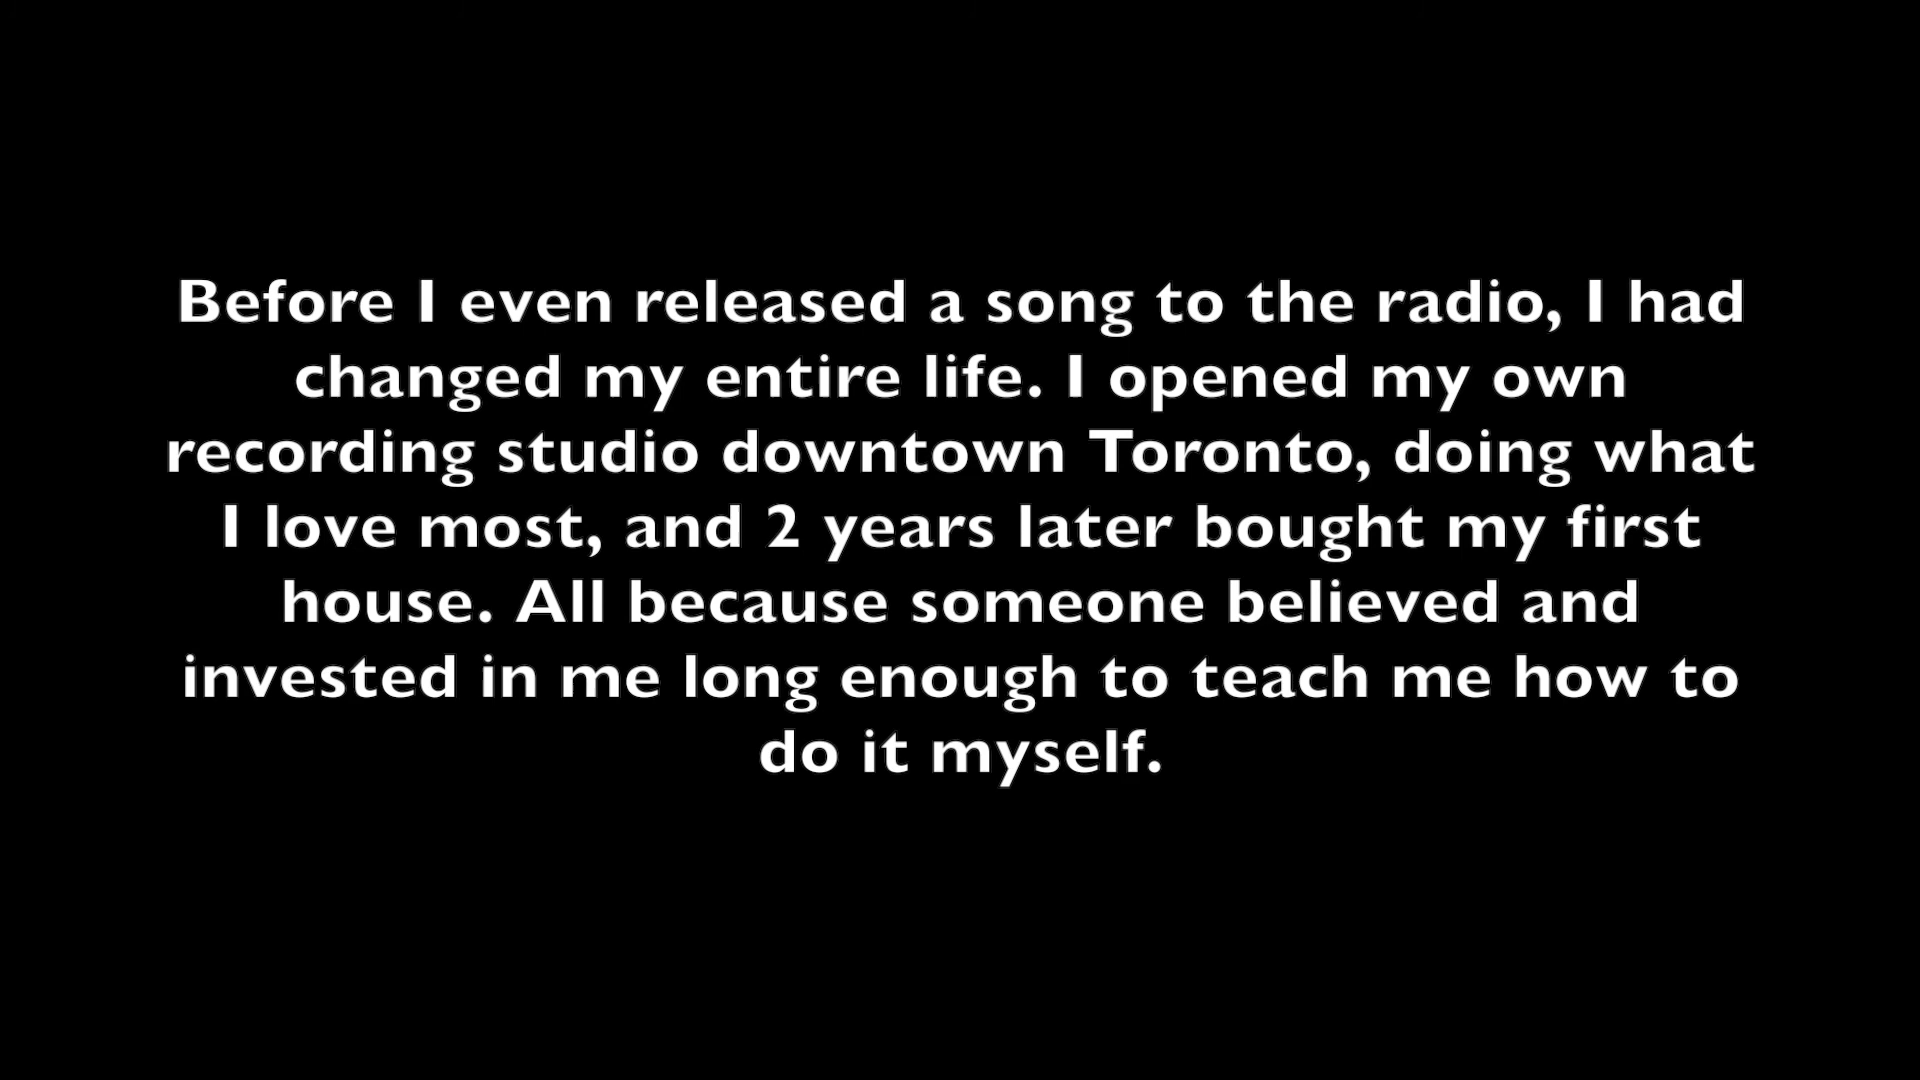 Before I even released a song to the radio, I had
changed my entire life. I opened my own
recording studio downtown Toronto, doing what
I love most, and 2 years later bought my first
house. All because someone believed and
invested in me long enough to teach me how to
do it myself.